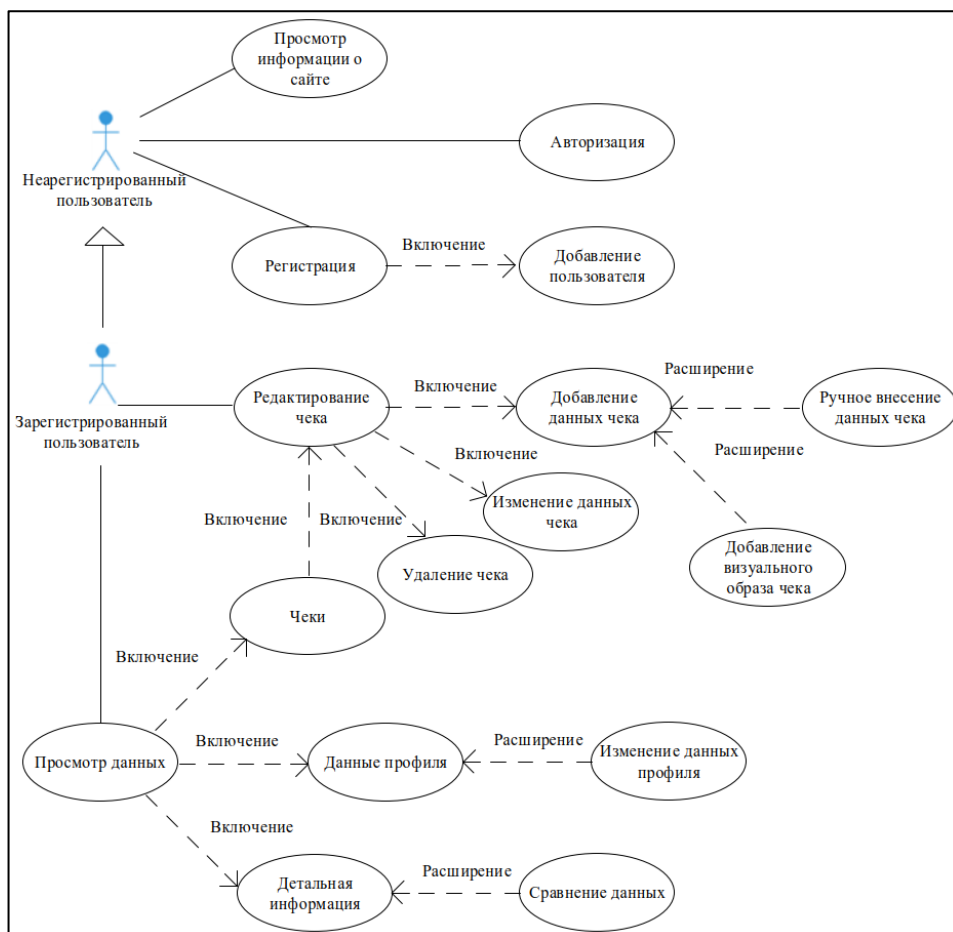 Просмотр
информации о
сайте
Авторизация
Неарегистрированный
пользователь
Регистрация
Включение
Добавление
пользователя
Зарегистрированный
пользователь
Редактирование
чека
Включение
Добавление
данных чека
Расширение
Ручное внесение
данных чека
Включение
Расширение
Изменение данных
чека
Включение
Включение
Удаление чека
Добавление
визуального
образа чека
Чеки
Включение
Просмотр данных
Включение
Данные профиля
Расширение
Изменение данных
профиля
Включение
Детальная
информация
Расширение
Сравнение данных